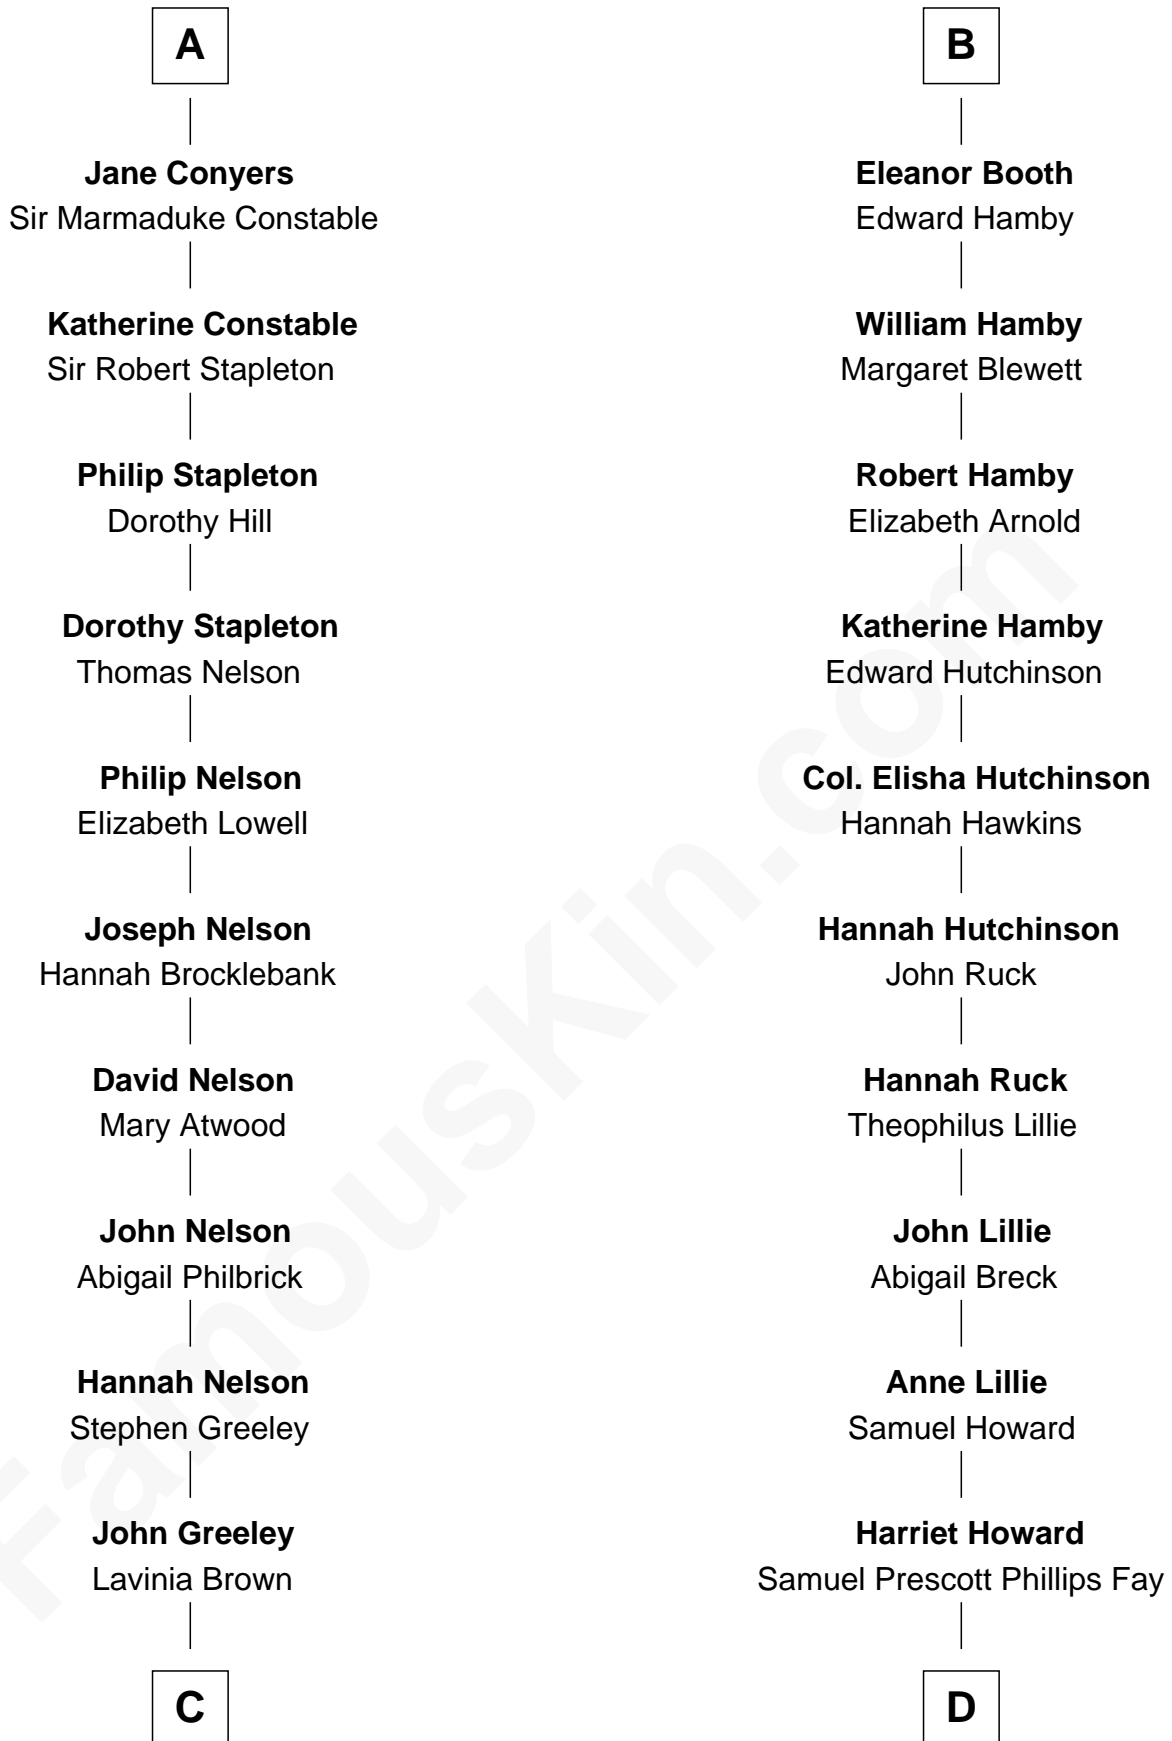 A
Jane Conyers
Sir Marmaduke Constable
Katherine Constable
Sir Robert Stapleton
Philip Stapleton
Dorothy Hill
Dorothy Stapleton
Thomas Nelson
Philip Nelson
Elizabeth Lowell
Joseph Nelson
Hannah Brocklebank
David Nelson
Mary Atwood
John Nelson
Abigail Philbrick
Hannah Nelson
Stephen Greeley
John Greeley
Lavinia Brown
C
B
Eleanor Booth
Edward Hamby
William Hamby
Margaret Blewett
Robert Hamby
Elizabeth Arnold
Katherine Hamby
Edward Hutchinson
Col. Elisha Hutchinson
Hannah Hawkins
Hannah Hutchinson
John Ruck
Hannah Ruck
Theophilus Lillie
John Lillie
Abigail Breck
Anne Lillie
Samuel Howard
Harriet Howard
Samuel Prescott Phillips Fay
D
FamousKin.com